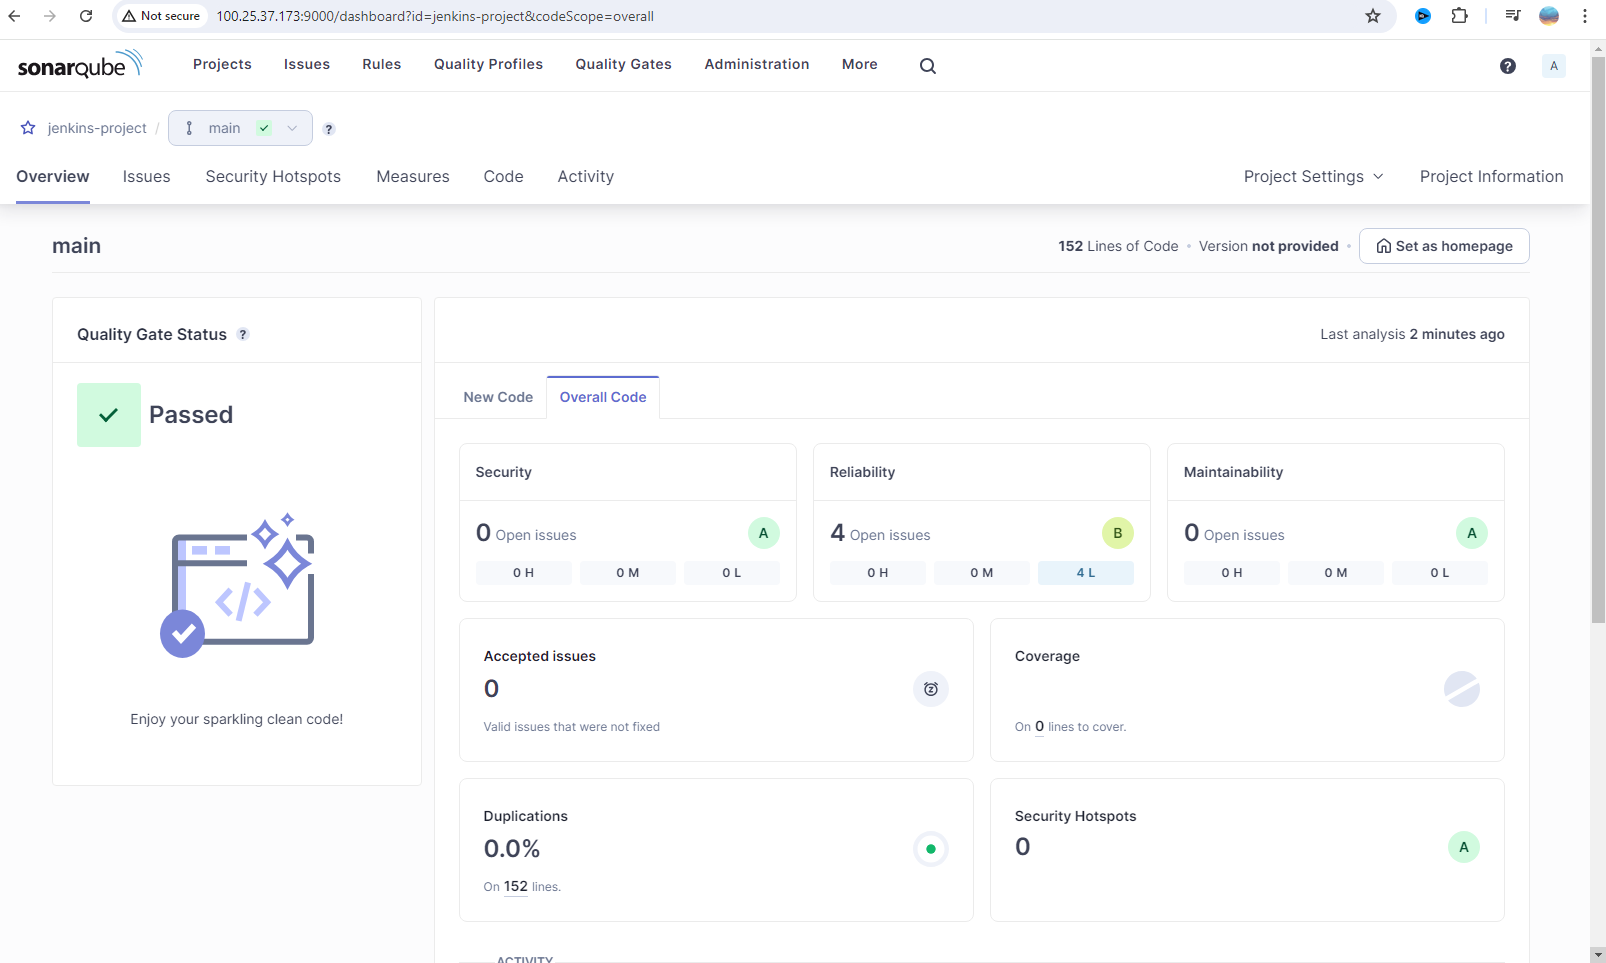 Not secure 100.25.37.173:9000/dashboard?id=jenkins-project&codeScope=overall
sonarqube Projects Issues Rules Quality Profiles Quality Gates Administration More ? A
jenkins-project / main ?
Overview Issues Security Hotspots Measures Code Activity Project Settings Project Information
main 152 Lines of Code • Version not provided • Set as homepage
Quality Gate Status ? Last analysis 2 minutes ago
Passed
Enjoy your sparkling clean code!
New Code Overall Code
Security
0 Open issues A
0 H 0 M 0 L
Reliability
4 Open issues B
0 H 0 M 4 L
Maintainability
0 Open issues A
0 H 0 M 0 L
Accepted issues
0
Valid issues that were not fixed
Coverage
On 0 lines to cover.
Duplications
0.0%
On 152 lines.
Security Hotspots
0 A
ACTIVITY